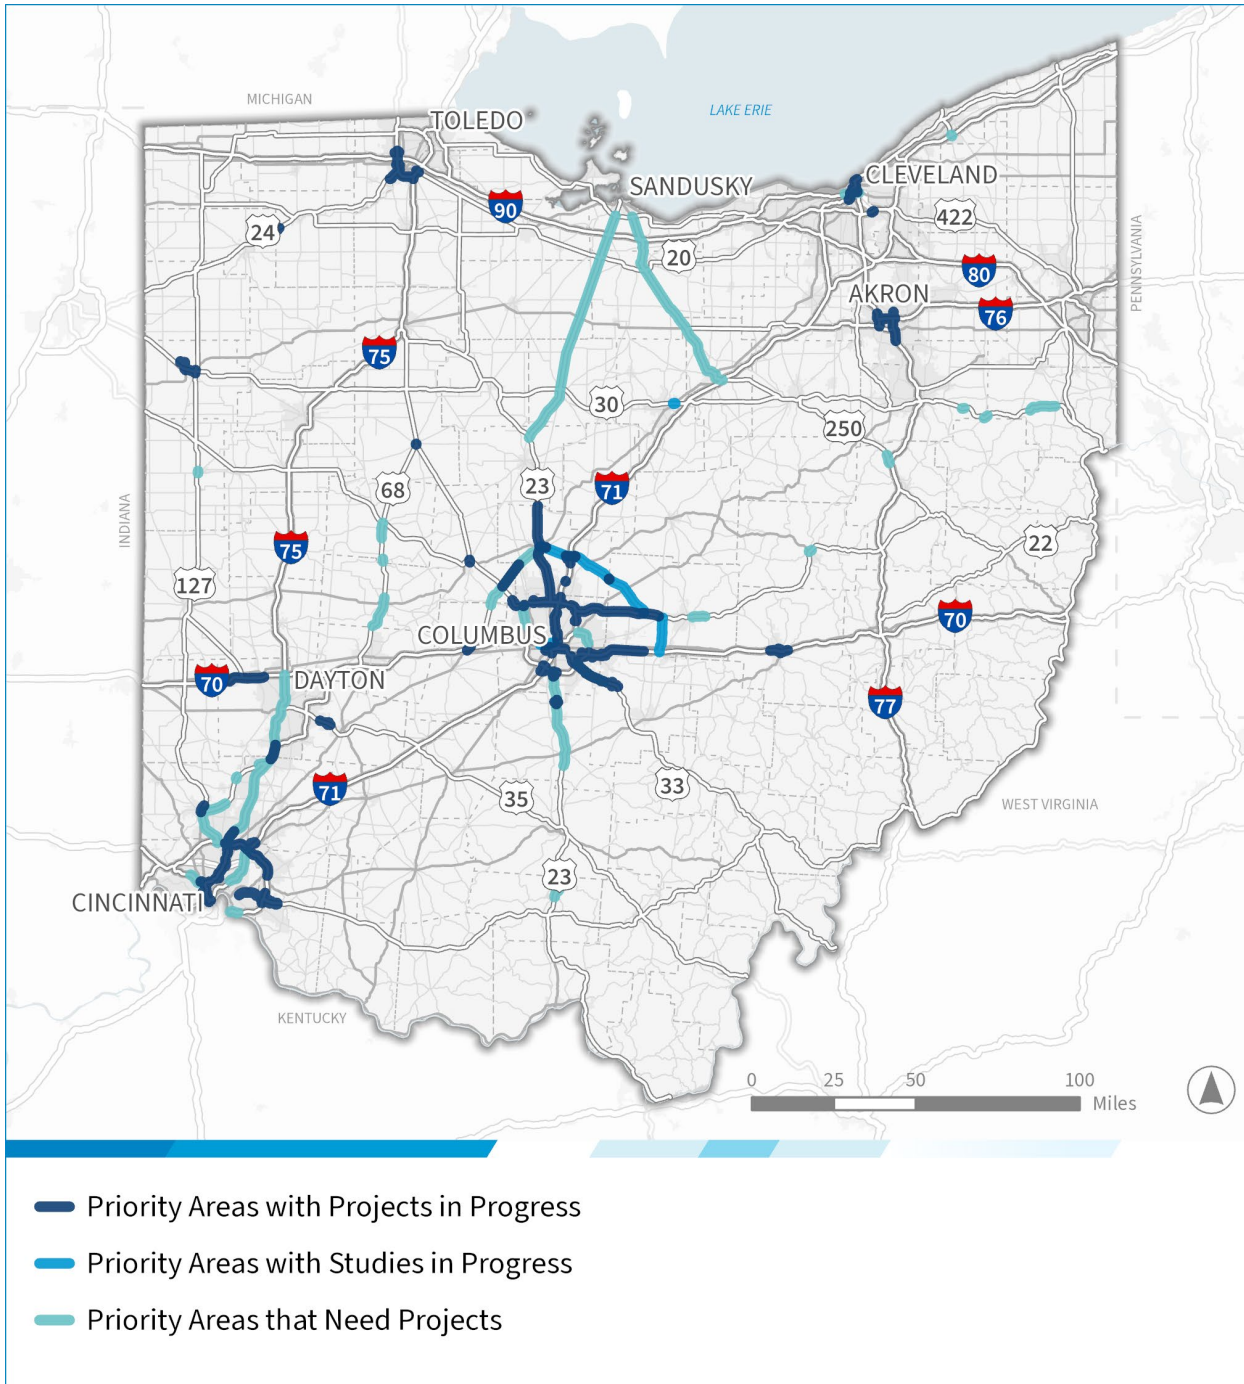 MICHIGAN
TOLEDO
LAKE ERIE
SANDUSKY
CLEVELAND
90
422
24
20
80
PENNSYLVANIA
AKRON
76
75
30
250
68
23
71
INDIANA
75
22
127
70
COLUMBUS
70
DAYTON
77
71
35
33
WEST VIRGINIA
23
CINCINNATI
KENTUCKY
0 25 50 100
Miles
Priority Areas with Projects in Progress
Priority Areas with Studies in Progress
Priority Areas that Need Projects